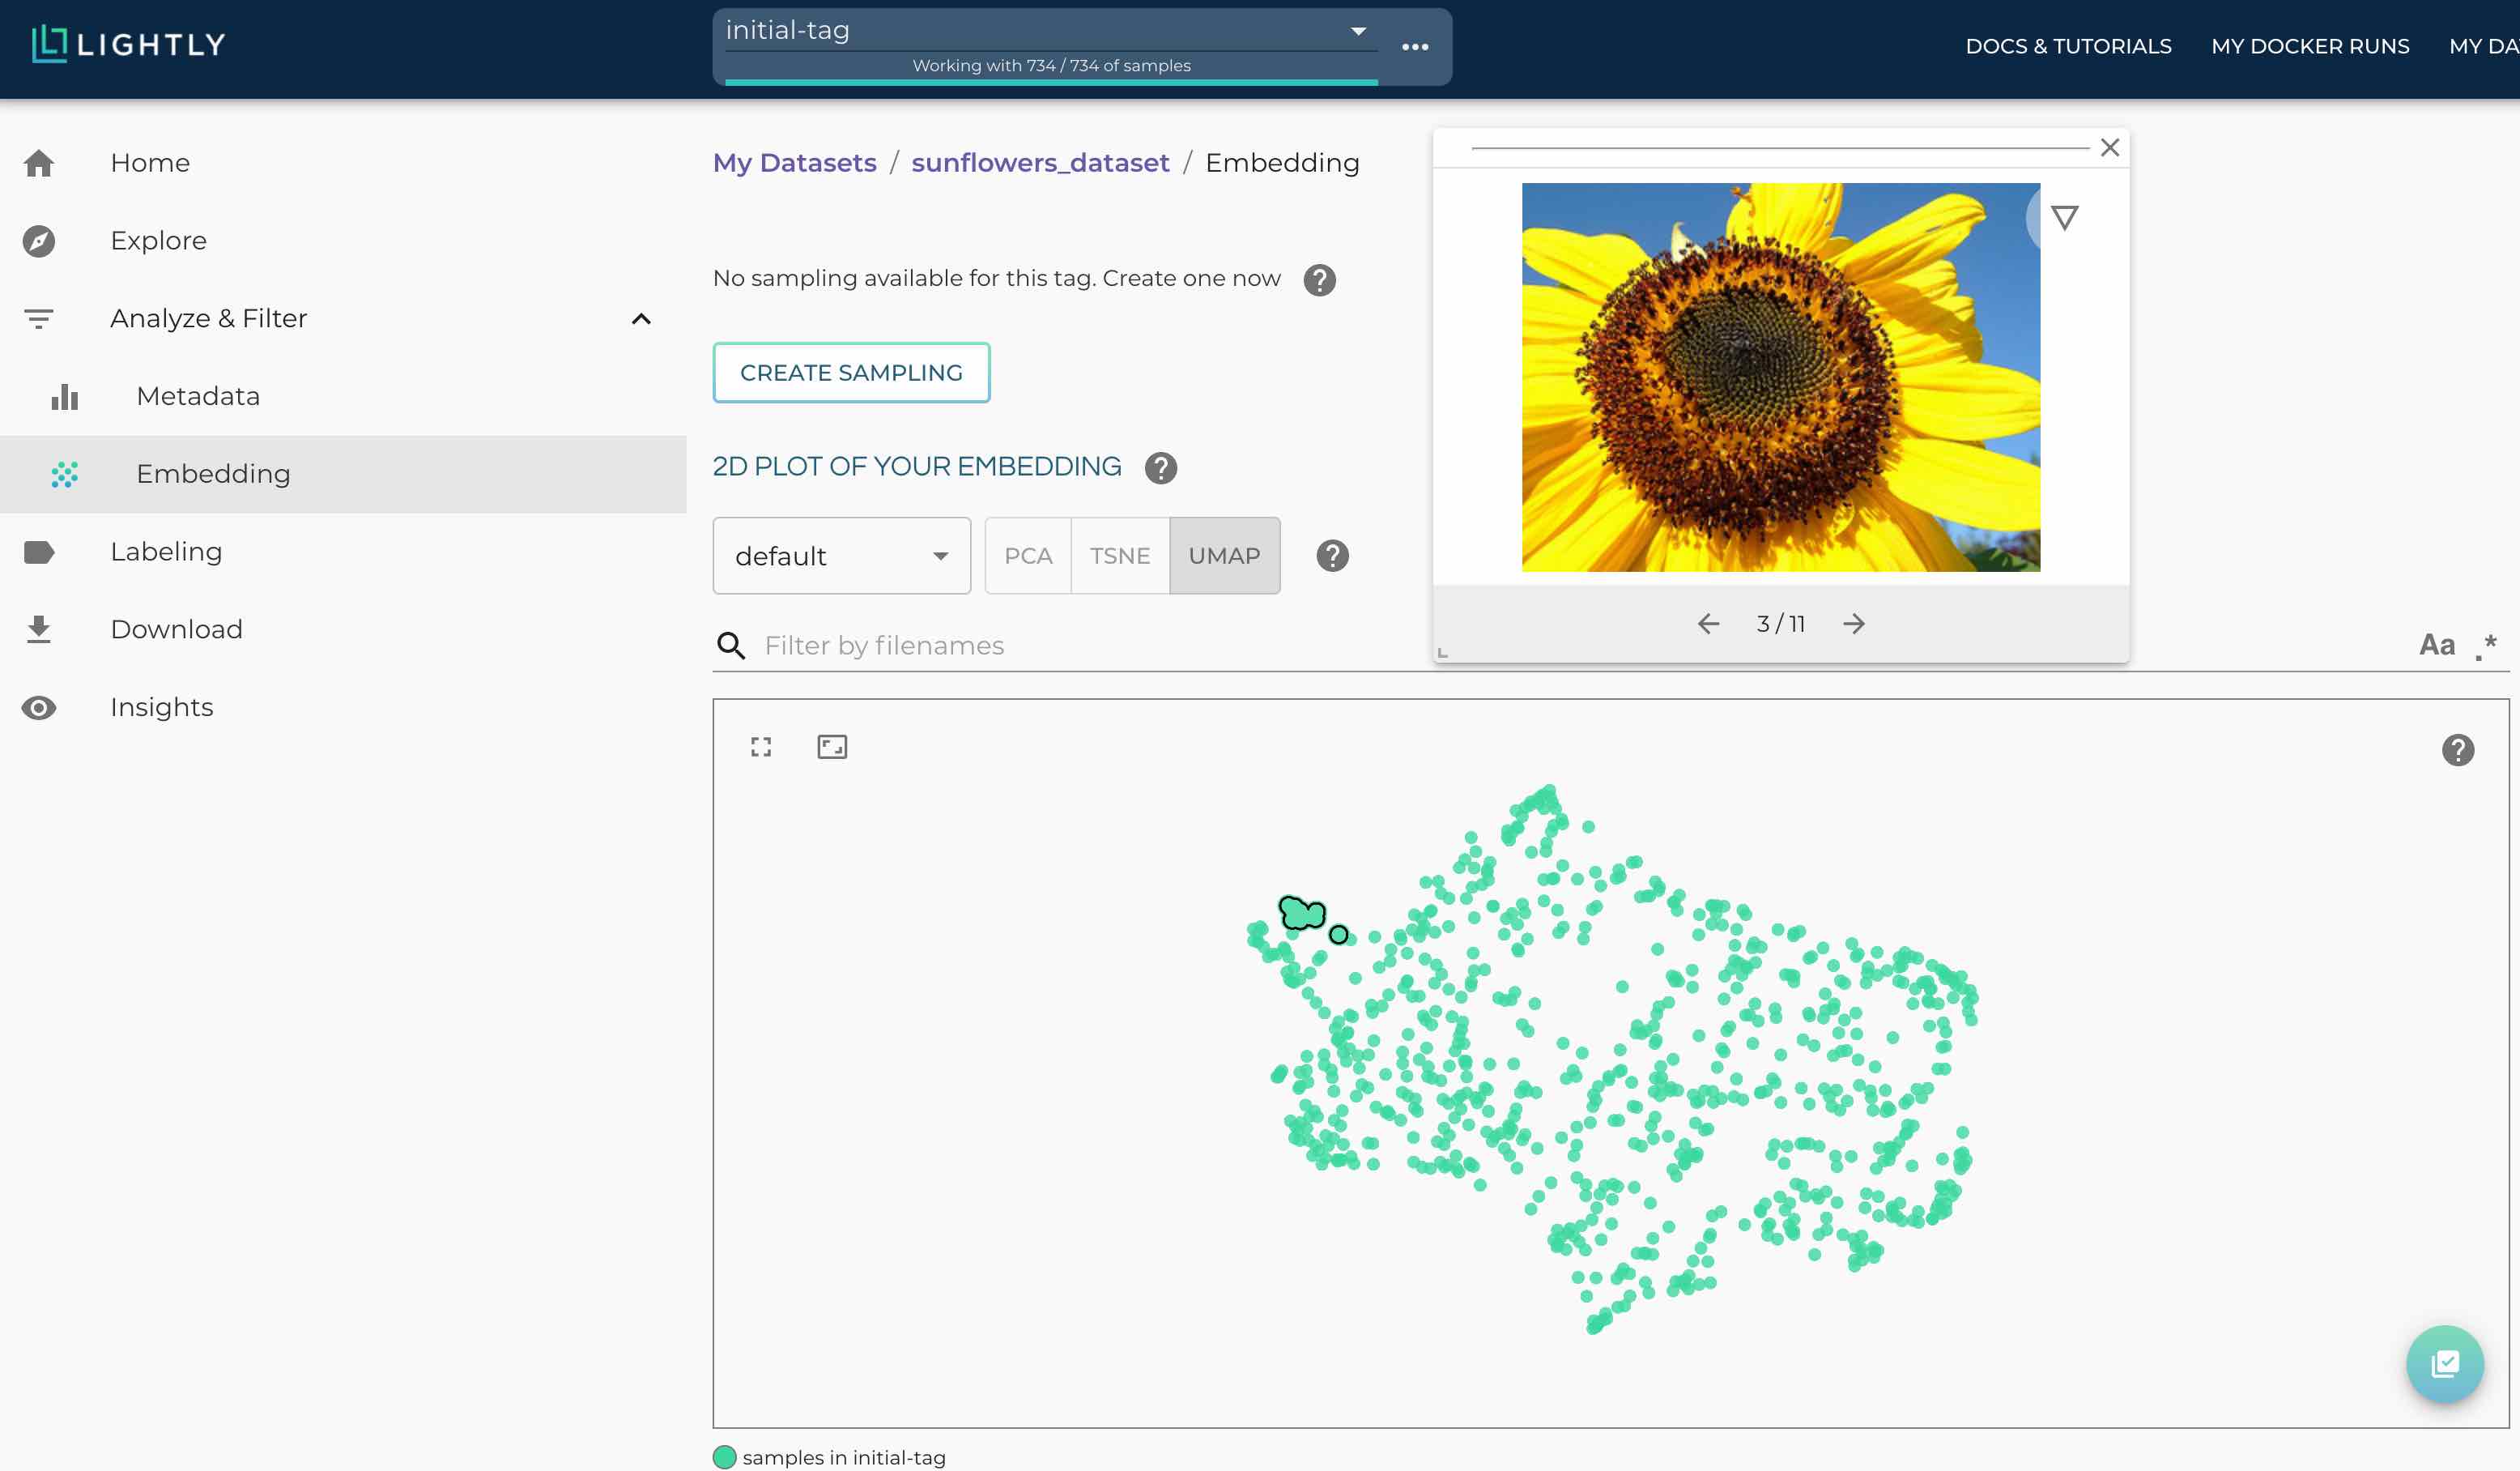 LIGHTLY
initial-tag
Working with 734 / 734 of samples
DOCS & TUTORIALS
MY DOCKER RUNS
MY DA
Home
Explore
Analyze & Filter
Metadata
Embedding
Labeling
Download
Insights
My Datasets / sunflowers_dataset / Embedding
No sampling available for this tag. Create one now ?
CREATE SAMPLING
2D PLOT OF YOUR EMBEDDING ?
default
PCA TSNE UMAP ?
3 / 11
Filter by filenames
Aa .*
?
samples in initial-tag